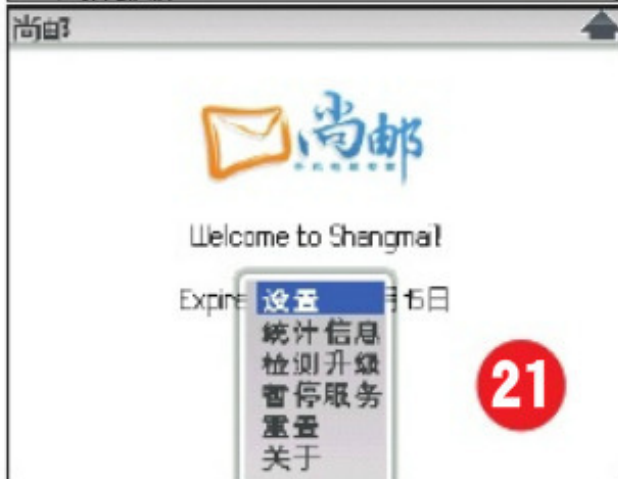 尚邮
尚邮
Welcome to Shangmail!
Expire
月15日
设置
统计信息
检测升级
暂停服务
重置
关于
21